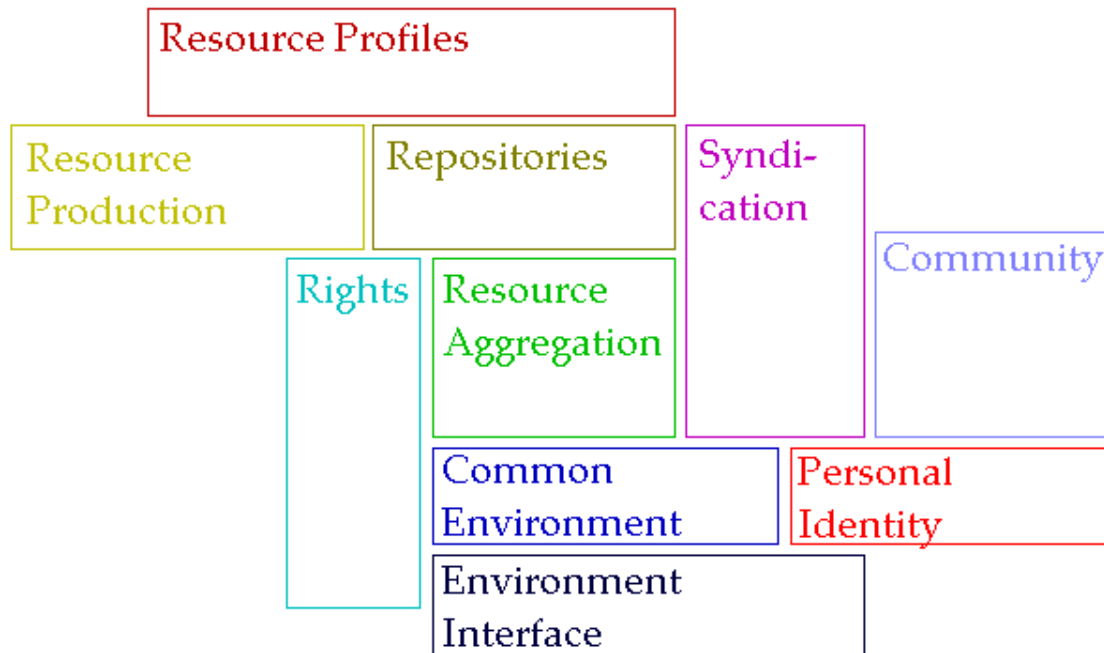 Resource Profiles
Resource
Production
Repositories
Syndi-
cation
Community
Rights
Resource
Aggregation
Common
Environment
Personal
Identity
Environment
Interface